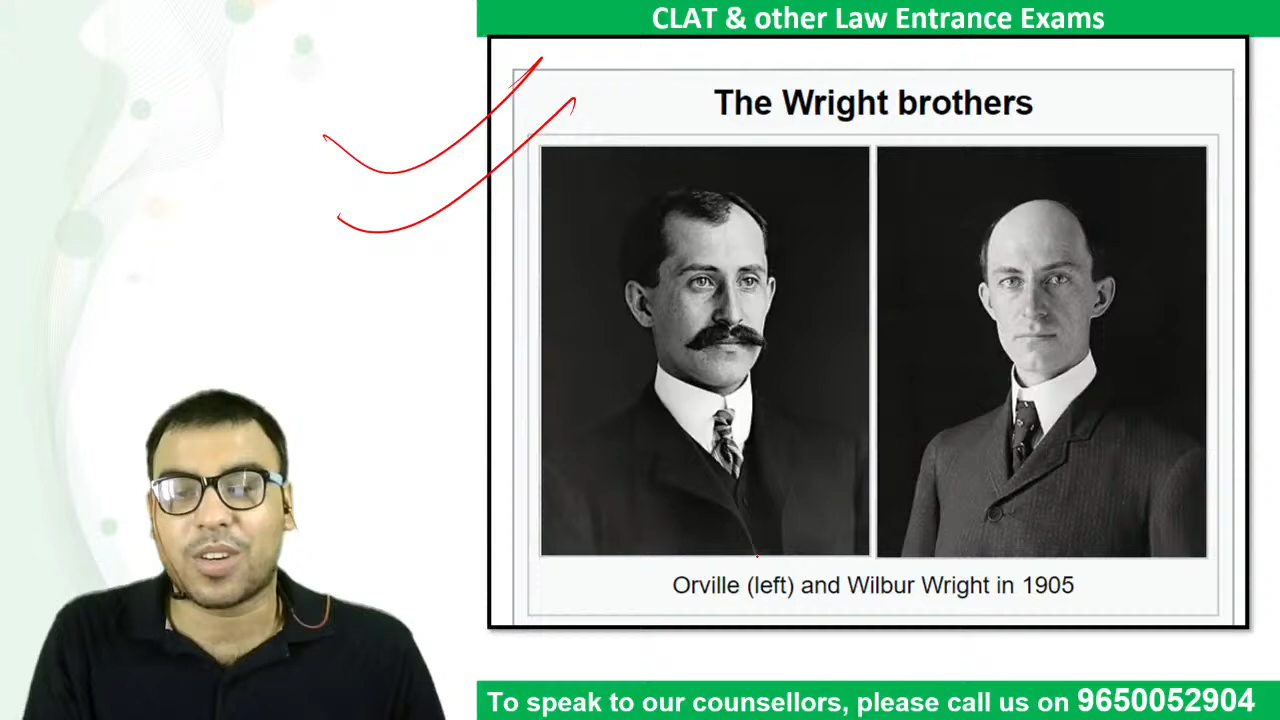 CLAT & other Law Entrance Exams
The Wright brothers
Orville (left) and Wilbur Wright in 1905
To speak to our counsellors, please call us on 9650052904